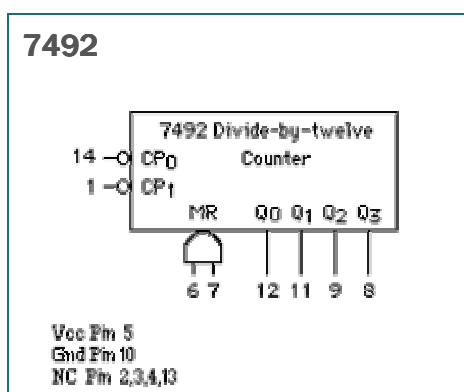 7492
7492 Divide-by-twelve
14 CP0 Counter
1 CP1
MR Q0 Q1 Q2 Q3
6 7 12 11 9 8
Vcc Pin 5
Gnd Pin 10
NC Pin 2,3,4,13